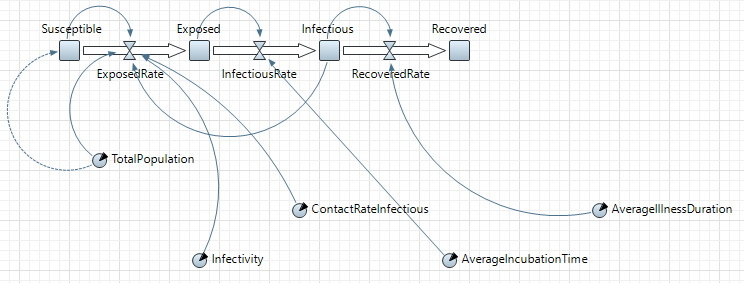 Susceptible
Exposed
Infectious
Recovered
ExposedRate
InfectiousRate
RecoveredRate
TotalPopulation
ContactRateInfectious
AverageIllnessDuration
Infectivity
AverageIncubationTime